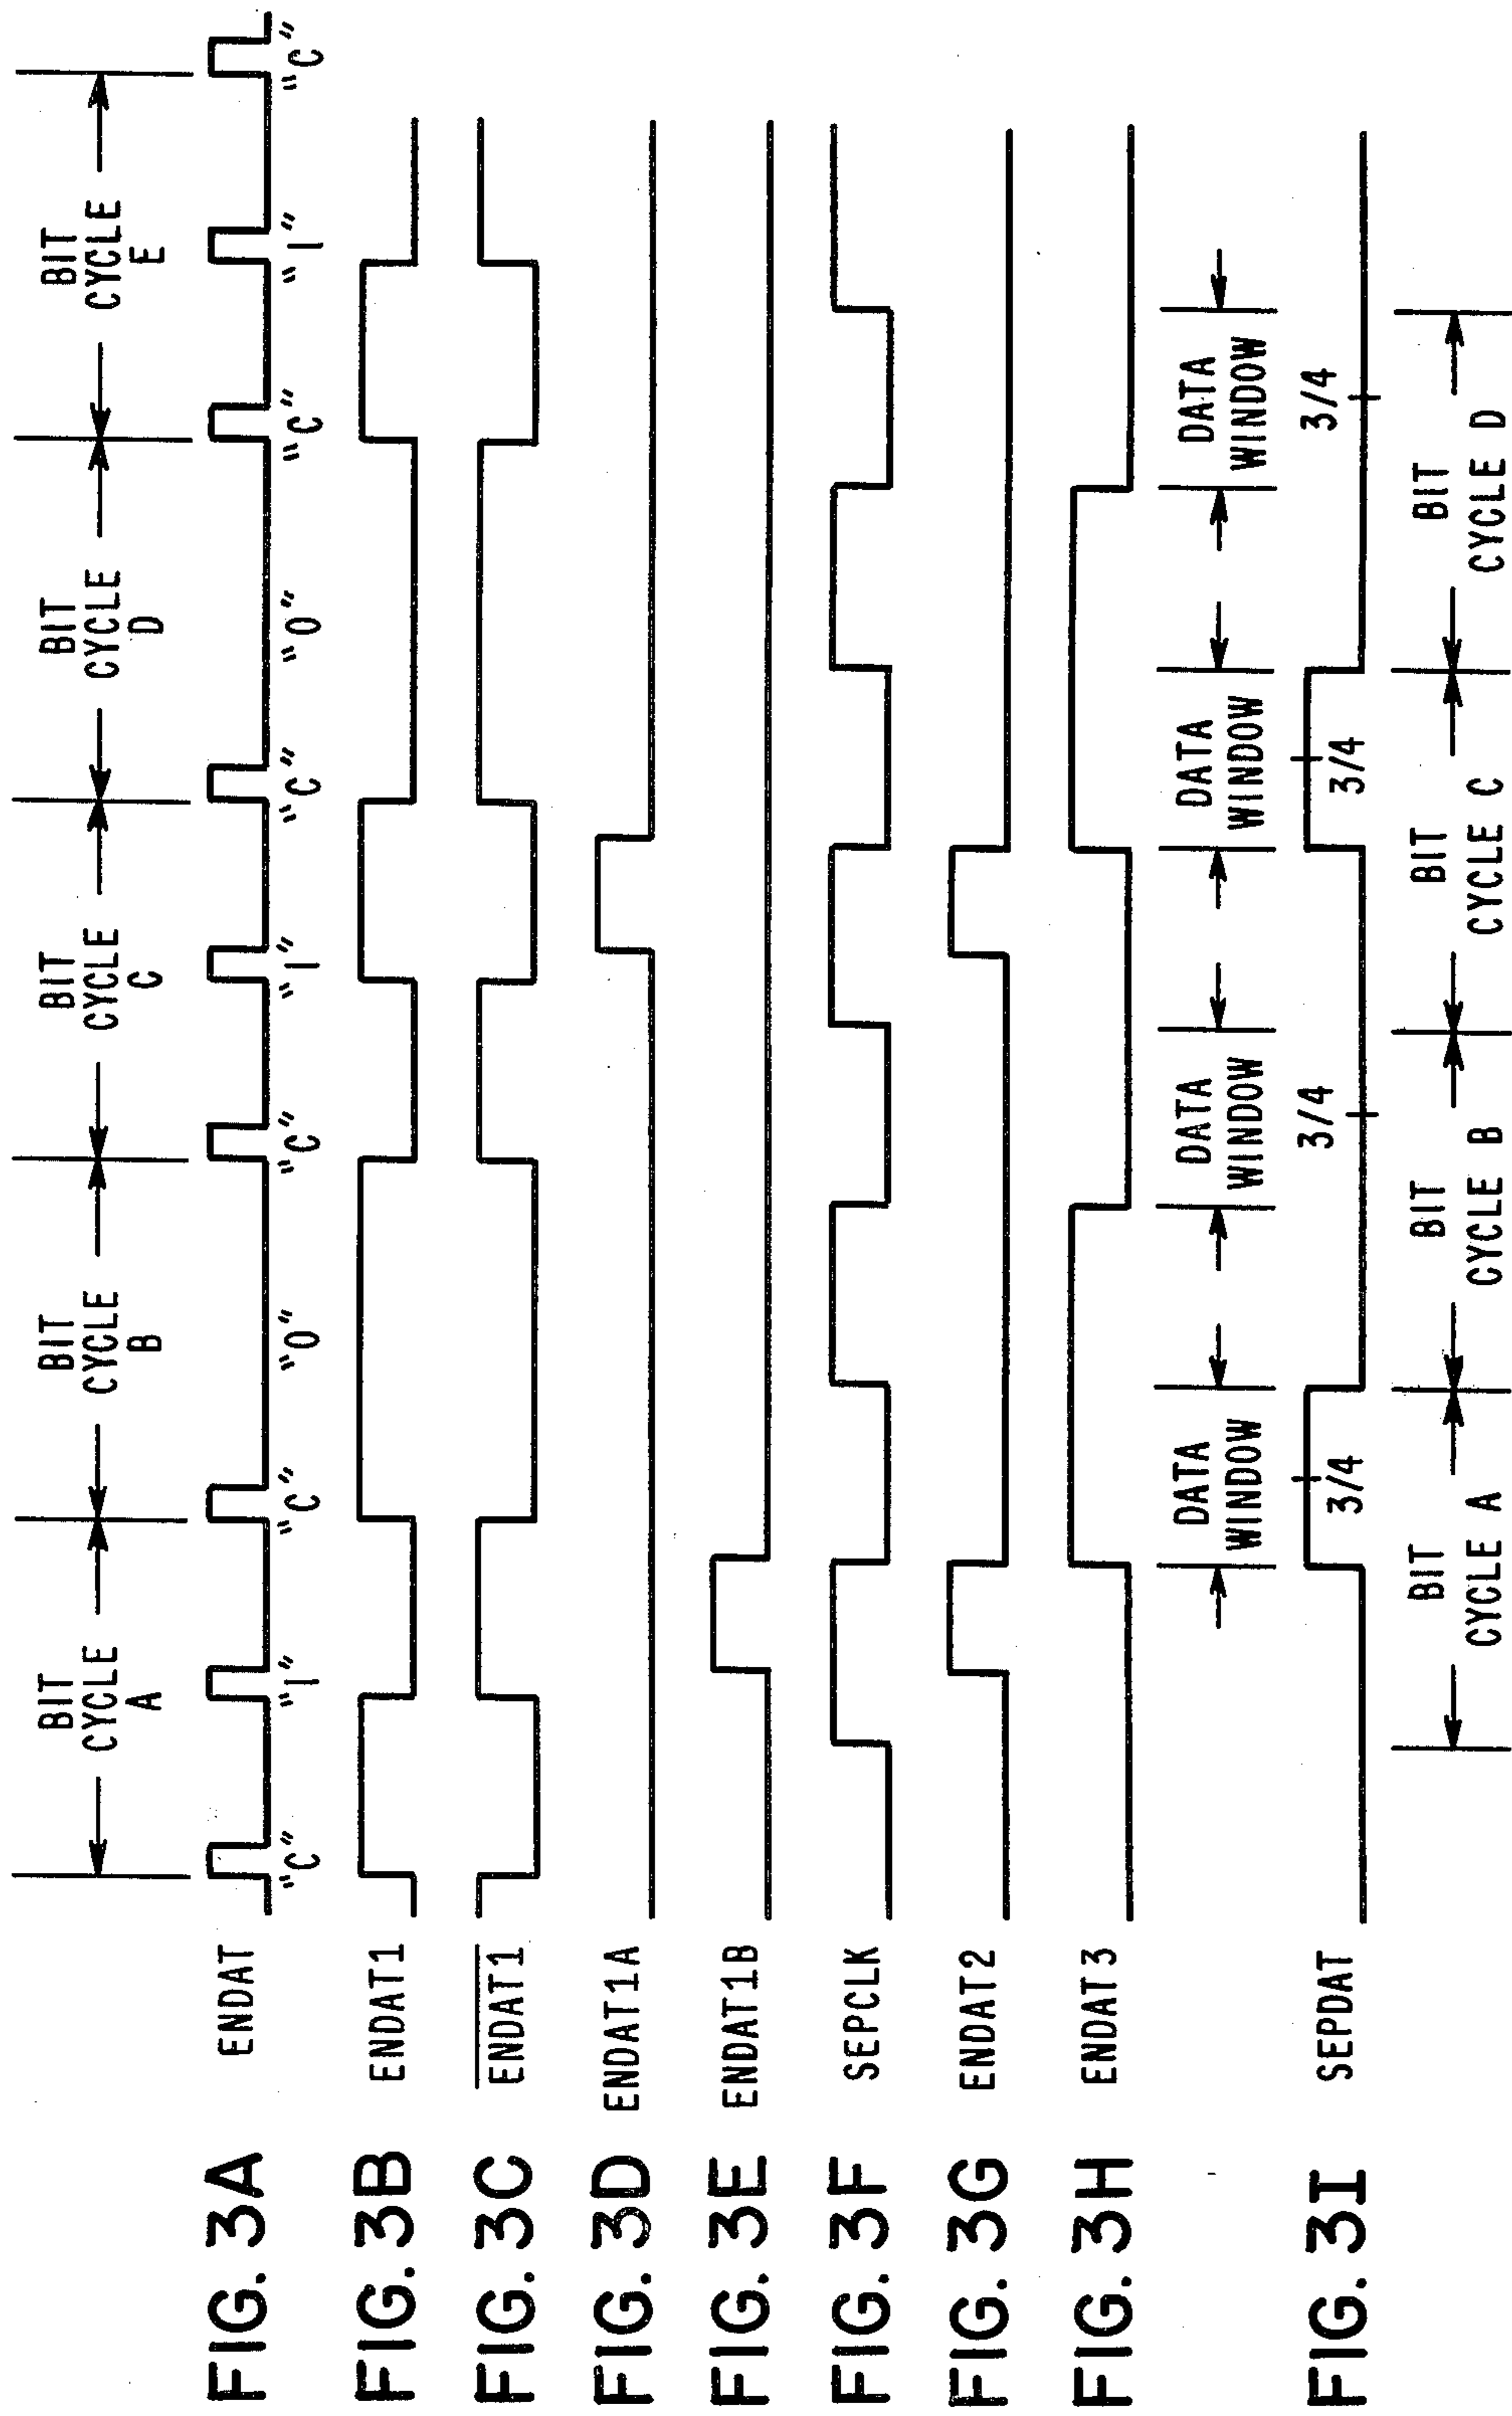 BIT
CYCLE
A
BIT
CYCLE
B
BIT
CYCLE
C
BIT
CYCLE
D
BIT
CYCLE
E
FIG. 3A ENDAT
"C" "1" "C" "0" "C" "1" "C" "0" "C" "1" "C"
FIG. 3B ENDAT1
FIG. 3C ENDAT1
FIG. 3D ENDAT1A
FIG. 3E ENDAT1B
FIG. 3F SEPCLK
FIG. 3G ENDAT2
FIG. 3H ENDAT3
DATA
WINDOW
DATA
WINDOW
DATA
WINDOW
DATA
WINDOW
FIG. 3I SEPDAT
3/4 3/4 3/4 3/4
BIT
CYCLE A
BIT
CYCLE B
BIT
CYCLE C
BIT
CYCLE D